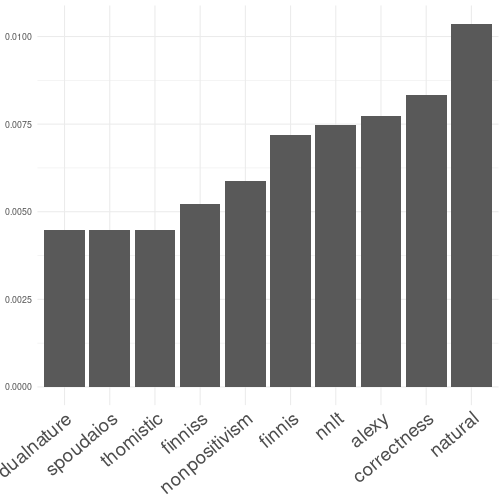 0.0100
0.0075
0.0050
0.0025
0.0000
dualnature
spoudaios
thomistic
finniss
nonpositivism
finnis
nnlt
alexy
correctness
natural